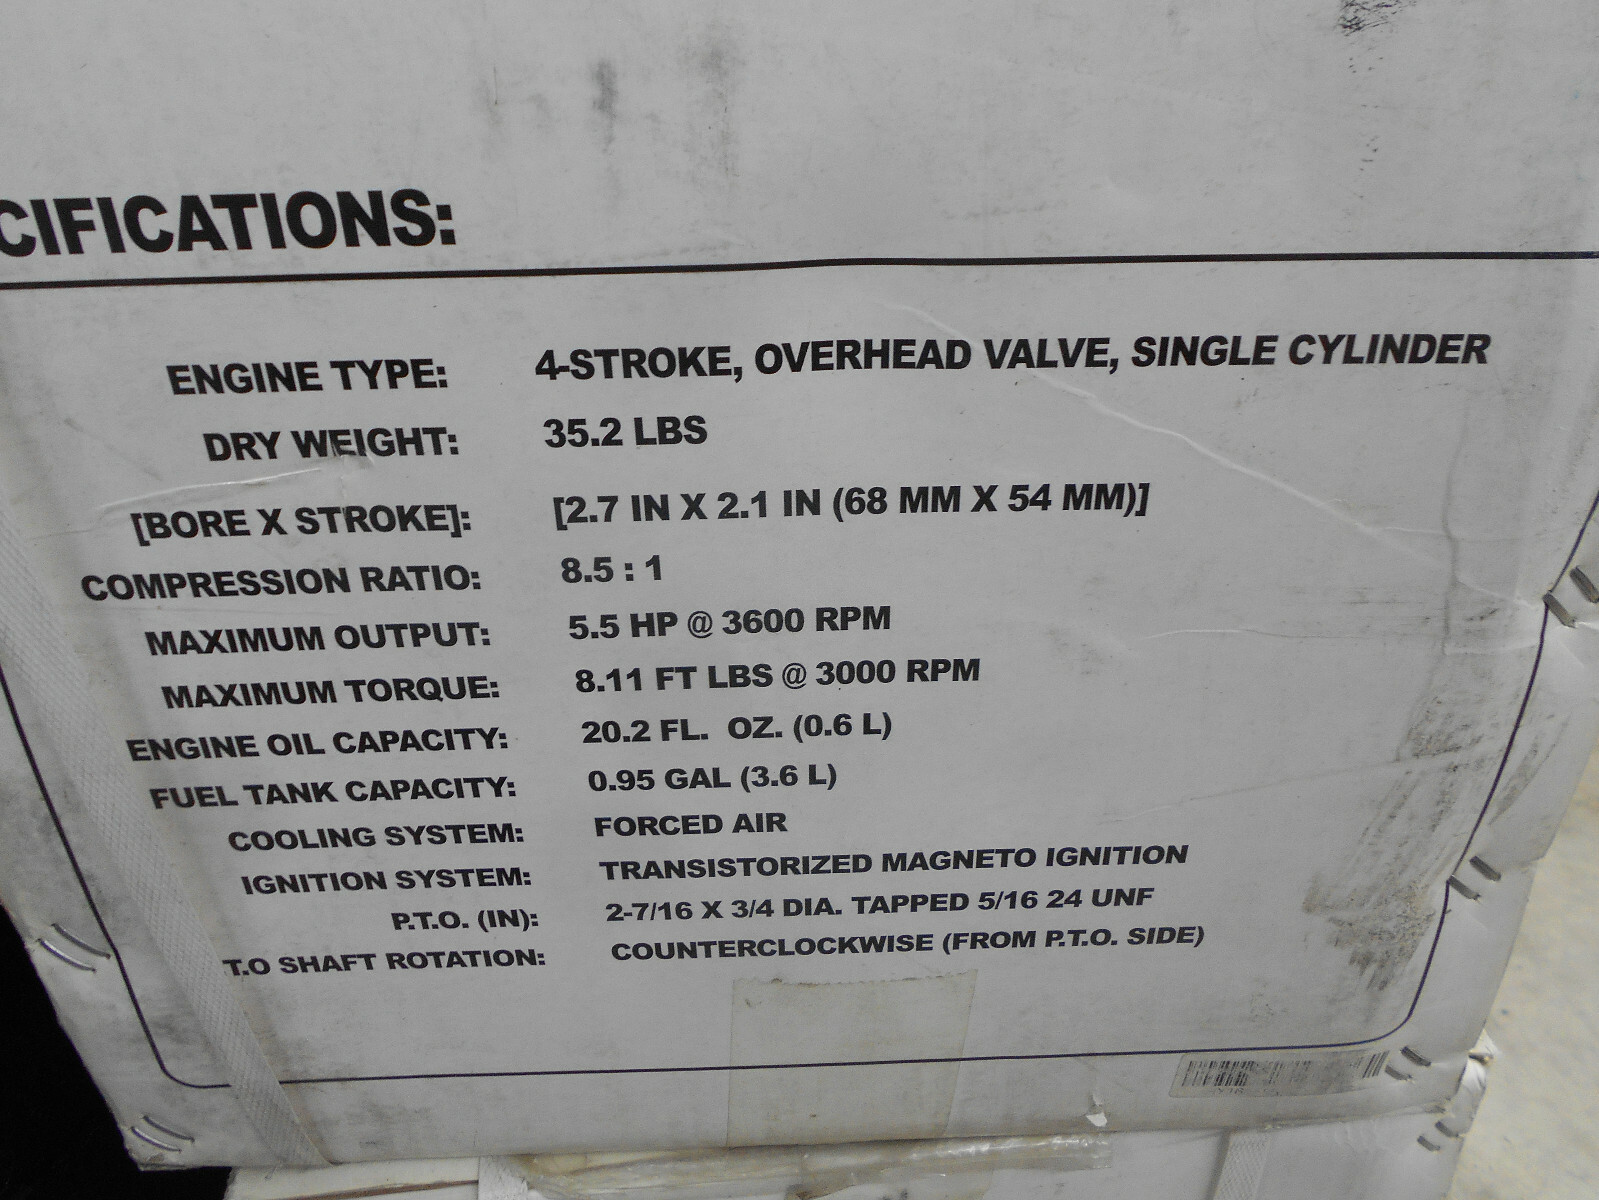 CIFICATIONS:
ENGINE TYPE: 4-STROKE, OVERHEAD VALVE, SINGLE CYLINDER
DRY WEIGHT: 35.2 LBS
[BORE X STROKE]: [2.7 IN X 2.1 IN (68 MM X 54 MM)]
COMPRESSION RATIO: 8.5 : 1
MAXIMUM OUTPUT: 5.5 HP @ 3600 RPM
MAXIMUM TORQUE: 8.11 FT LBS @ 3000 RPM
ENGINE OIL CAPACITY: 20.2 FL. OZ. (0.6 L)
FUEL TANK CAPACITY: 0.95 GAL (3.6 L)
COOLING SYSTEM: FORCED AIR
IGNITION SYSTEM: TRANSISTORIZED MAGNETO IGNITION
P.T.O. (IN): 2-7/16 X 3/4 DIA. TAPPED 5/16 24 UNF
T.O SHAFT ROTATION: COUNTERCLOCKWISE (FROM P.T.O. SIDE)